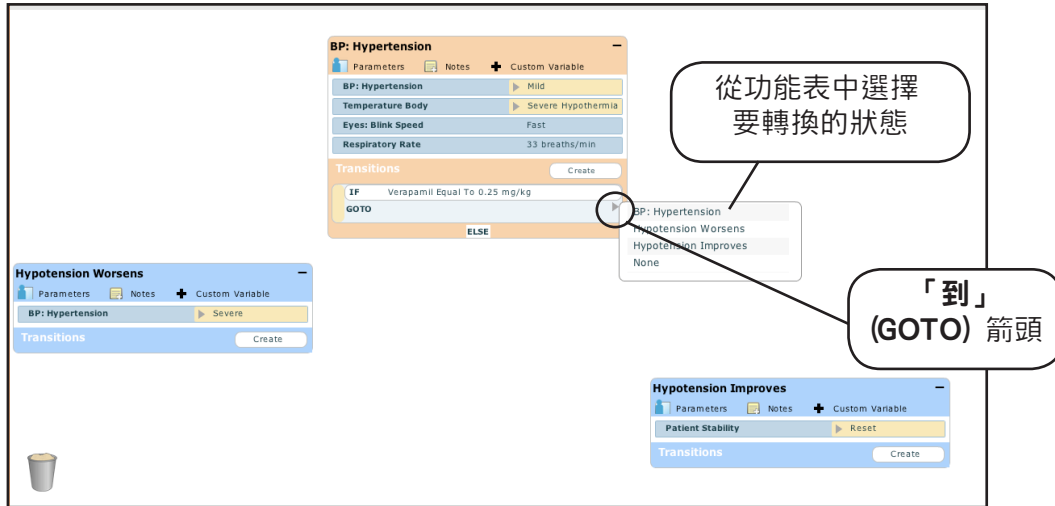 BP: Hypertension
Parameters Notes Custom Variable
BP: Hypertension Mild
Temperature Body Severe Hypothermia
Eyes: Blink Speed Fast
Respiratory Rate 33 breaths/min
Transitions Create
IF Verapamil Equal To 0.25 mg/kg
GOTO
ELSE
從功能表中選擇
要轉換的狀態
BP: Hypertension
Hypotension Worsens
Hypotension Improves
None
「到」
(GOTO) 箭頭
Hypotension Worsens
Parameters Notes Custom Variable
BP: Hypertension Severe
Transitions Create
Hypotension Improves
Parameters Notes Custom Variable
Patient Stability Reset
Transitions Create